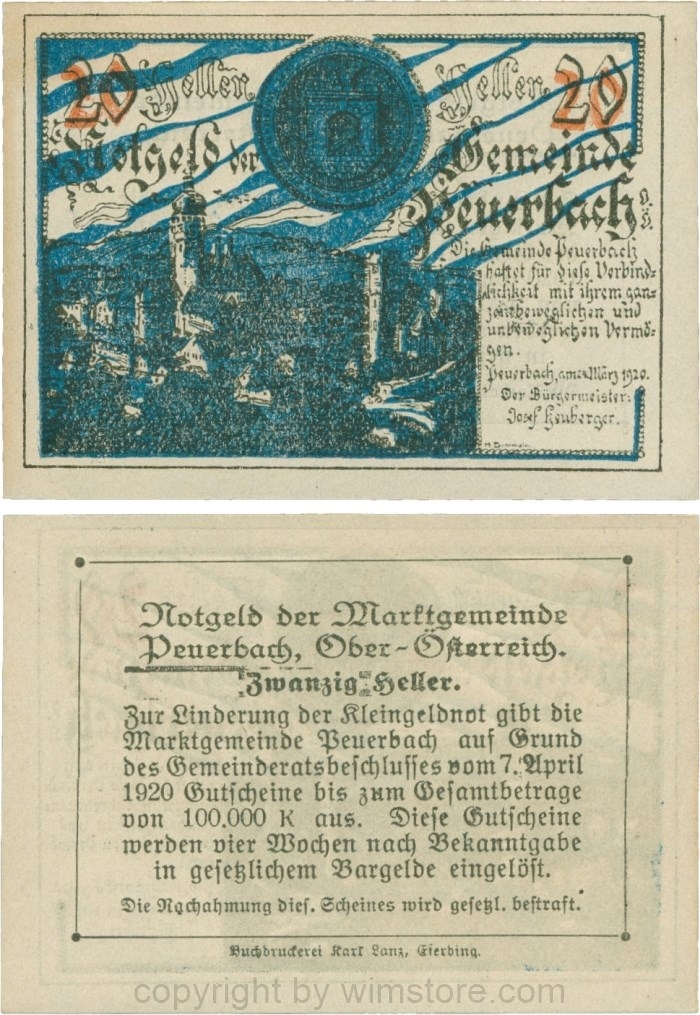 20 Heller Heller 20
Notgeld der Gemeinde
Peuerbach
Die Gemeinde Peuerbach
haftet für diese Verbind-
lichkeit mit ihrem gan-
zen beweglichen und
unbeweglichen Vermö-
gen.
Peuerbach, am März 1920.
Der Bürgermeister:
Josef Heuberger.
Notgeld der Marktgemeinde
Peuerbach, Ober-Österreich.
Zwanzig Heller.
Zur Linderung der Kleingeldnot gibt die
Marktgemeinde Peuerbach auf Grund
des Gemeinderatsbeschlusses vom 7. April
1920 Gutscheine bis zum Gesamtbetrage
von 100.000 K aus. Diese Gutscheine
werden vier Wochen nach Bekanntgabe
in gesetzlichem Bargelde eingelöst.
Die Nachahmung dies. Scheines wird gesetzl. bestraft.
Buchdruckerei Karl Lanz, Eferding.
copyright by wimstore.com